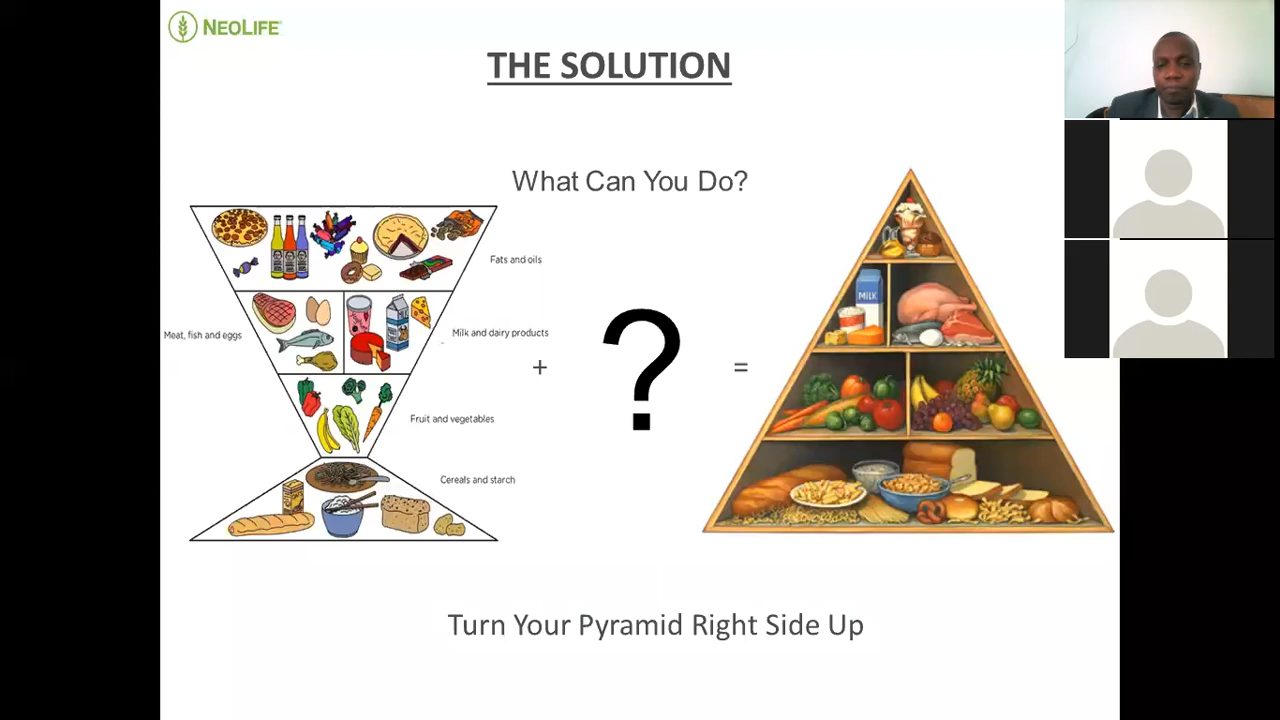 NEOLIFE
THE SOLUTION
What Can You Do?
Fats and oils
Meat, fish and eggs
Milk and dairy products
Fruit and vegetables
Cereals and starch
+
?
=
MILK
Turn Your Pyramid Right Side Up